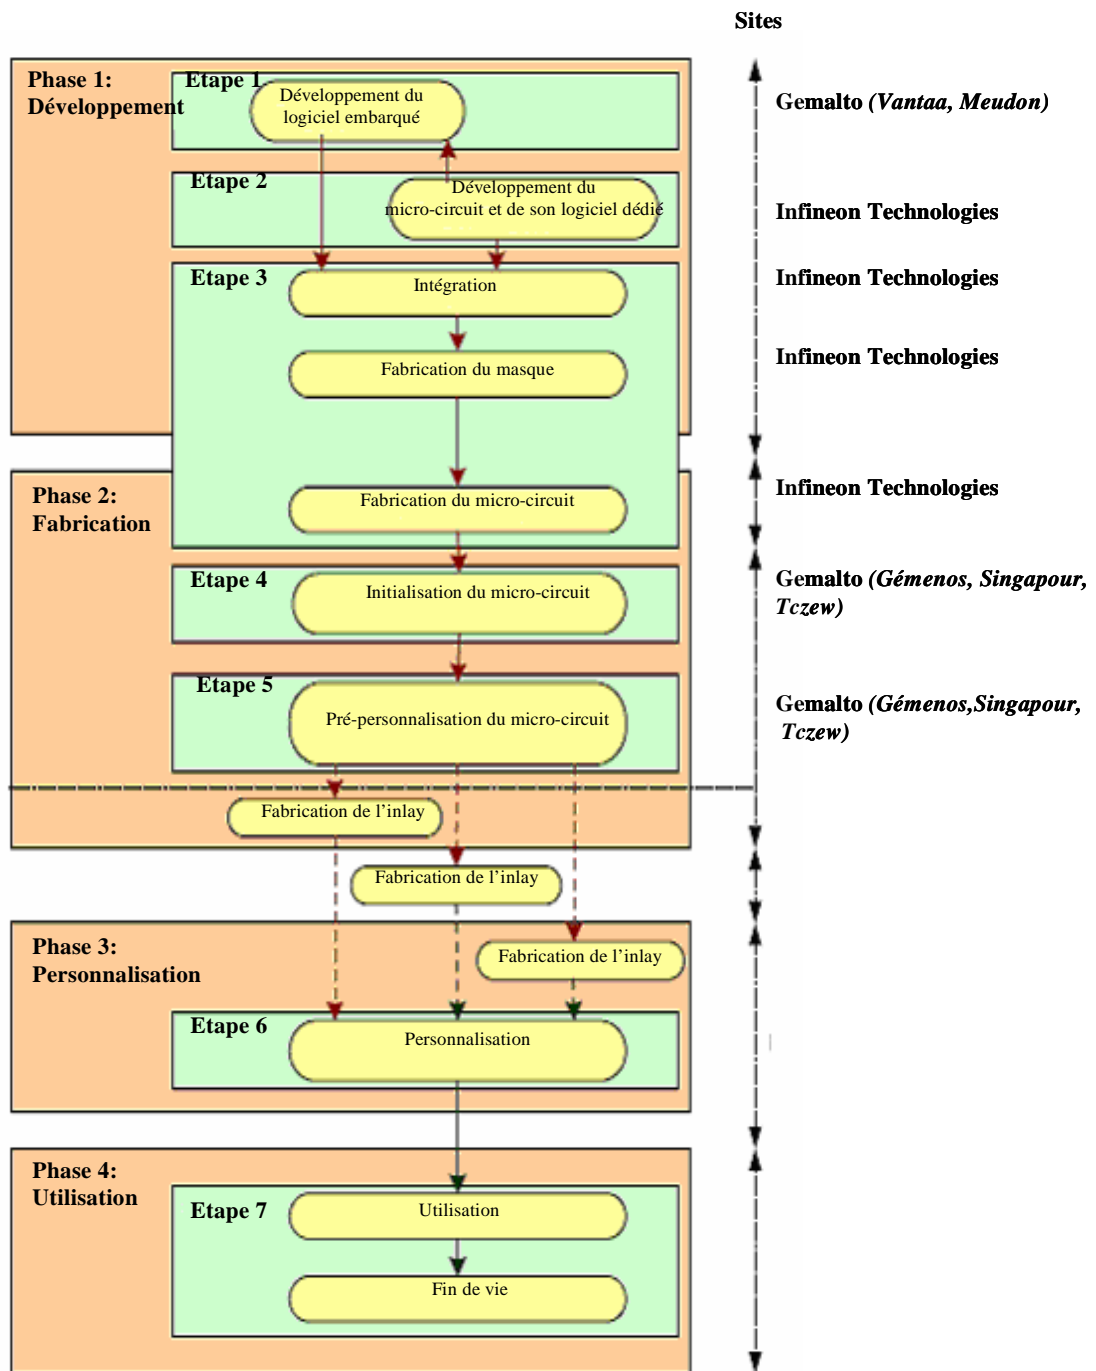 Sites
Phase 1:
Développement
Etape 1
Développement du
logiciel embarqué
Gemalto (Vantaa, Meudon)
Etape 2
Développement du
micro-circuit et de son logiciel dédié
Infineon Technologies
Etape 3
Intégration
Infineon Technologies
Fabrication du masque
Infineon Technologies
Phase 2:
Fabrication
Fabrication du micro-circuit
Infineon Technologies
Etape 4
Initialisation du micro-circuit
Gemalto (Gémenos, Singapour,
Tczew)
Etape 5
Pré-personnalisation du micro-circuit
Gemalto (Gémenos,Singapour,
Tczew)
Fabrication de l’inlay
Fabrication de l’inlay
Phase 3:
Personnalisation
Fabrication de l’inlay
Etape 6
Personnalisation
Phase 4:
Utilisation
Etape 7
Utilisation
Fin de vie